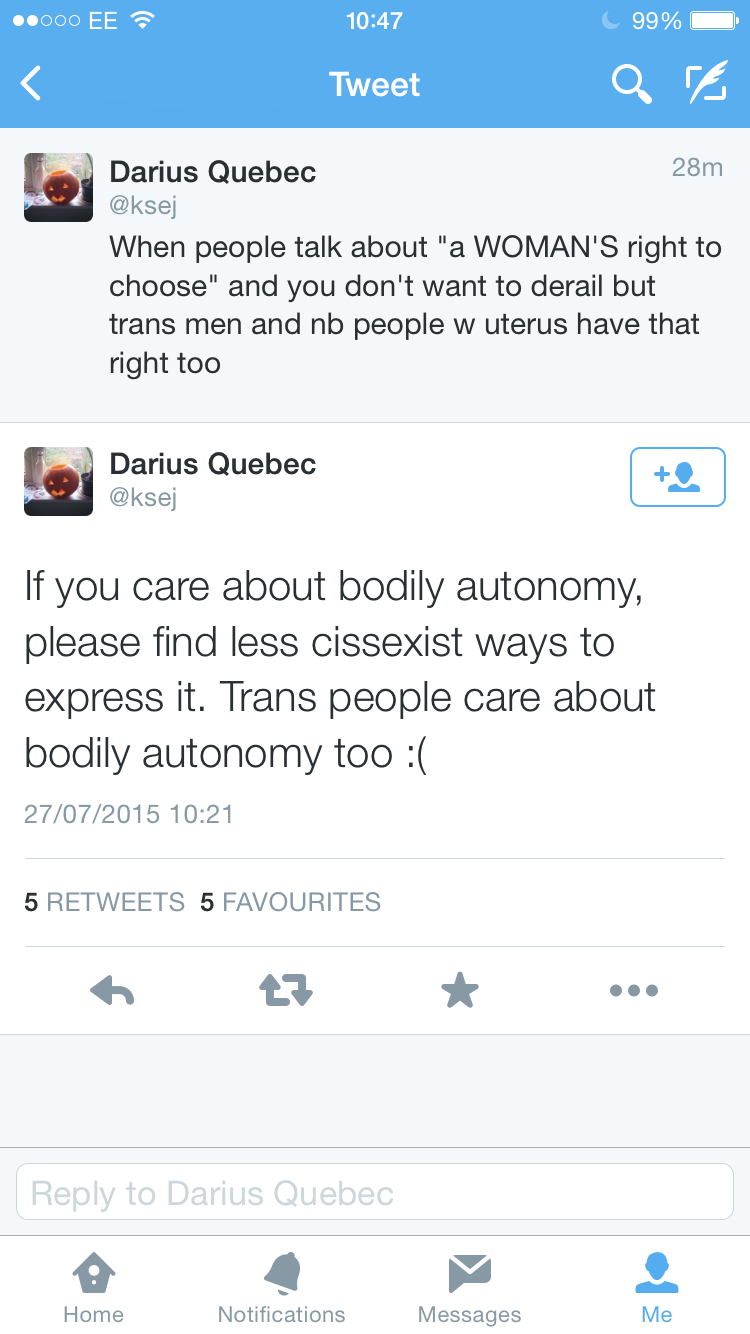 EE 10:47 99%
Tweet
Darius Quebec 28m
@ksej
When people talk about "a WOMAN'S right to
choose" and you don't want to derail but
trans men and nb people w uterus have that
right too
Darius Quebec
@ksej
If you care about bodily autonomy,
please find less cissexist ways to
express it. Trans people care about
bodily autonomy too :(
27/07/2015 10:21
5 RETWEETS 5 FAVOURITES
Reply to Darius Quebec
Home Notifications Messages Me